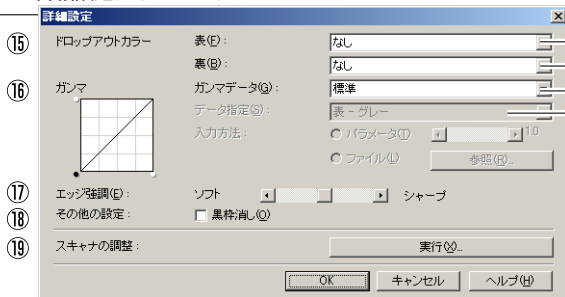 詳細設定
⑮ ドロップアウトカラー 表(F): なし
裏(B): なし
⑯ ガンマ ガンマデータ(G): 標準
データ指定(S): 表 - グレー
入力方法: パラメータ(T) 1.0
ファイル(L) 参照(R)...
⑰ エッジ強調(E): ソフト シャープ
⑱ その他の設定: 黒枠消し(O)
⑲ スキャナの調整: 実行(X)...
OK キャンセル ヘルプ(H)